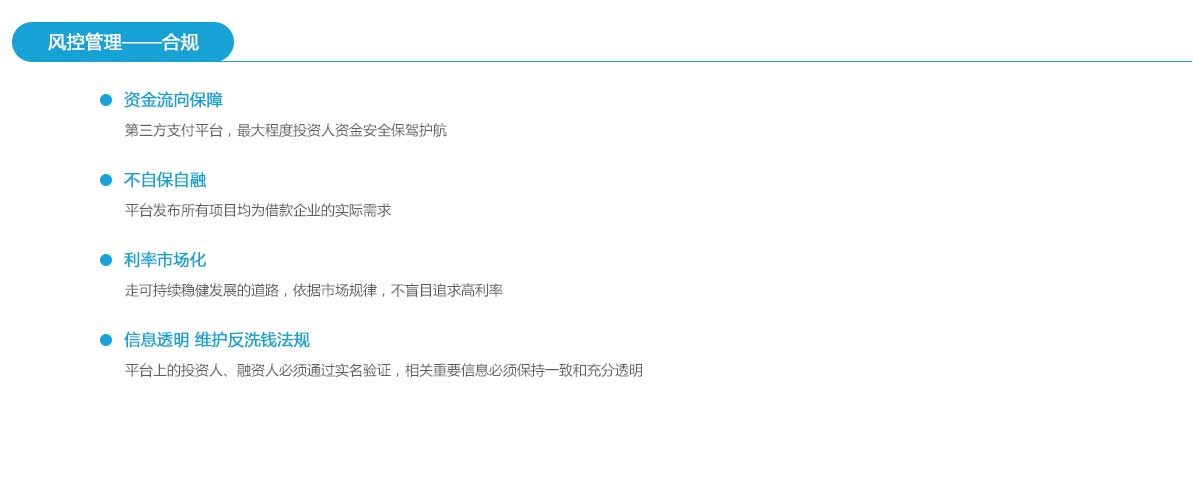 风控管理——合规
资金流向保障
第三方支付平台，最大程度投资人资金安全保驾护航
不自保自融
平台发布所有项目均为借款企业的实际需求
利率市场化
走可持续稳健发展的道路，依据市场规律，不盲目追求高利率
信息透明 维护反洗钱法规
平台上的投资人、融资人必须通过实名验证，相关重要信息必须保持一致和充分透明